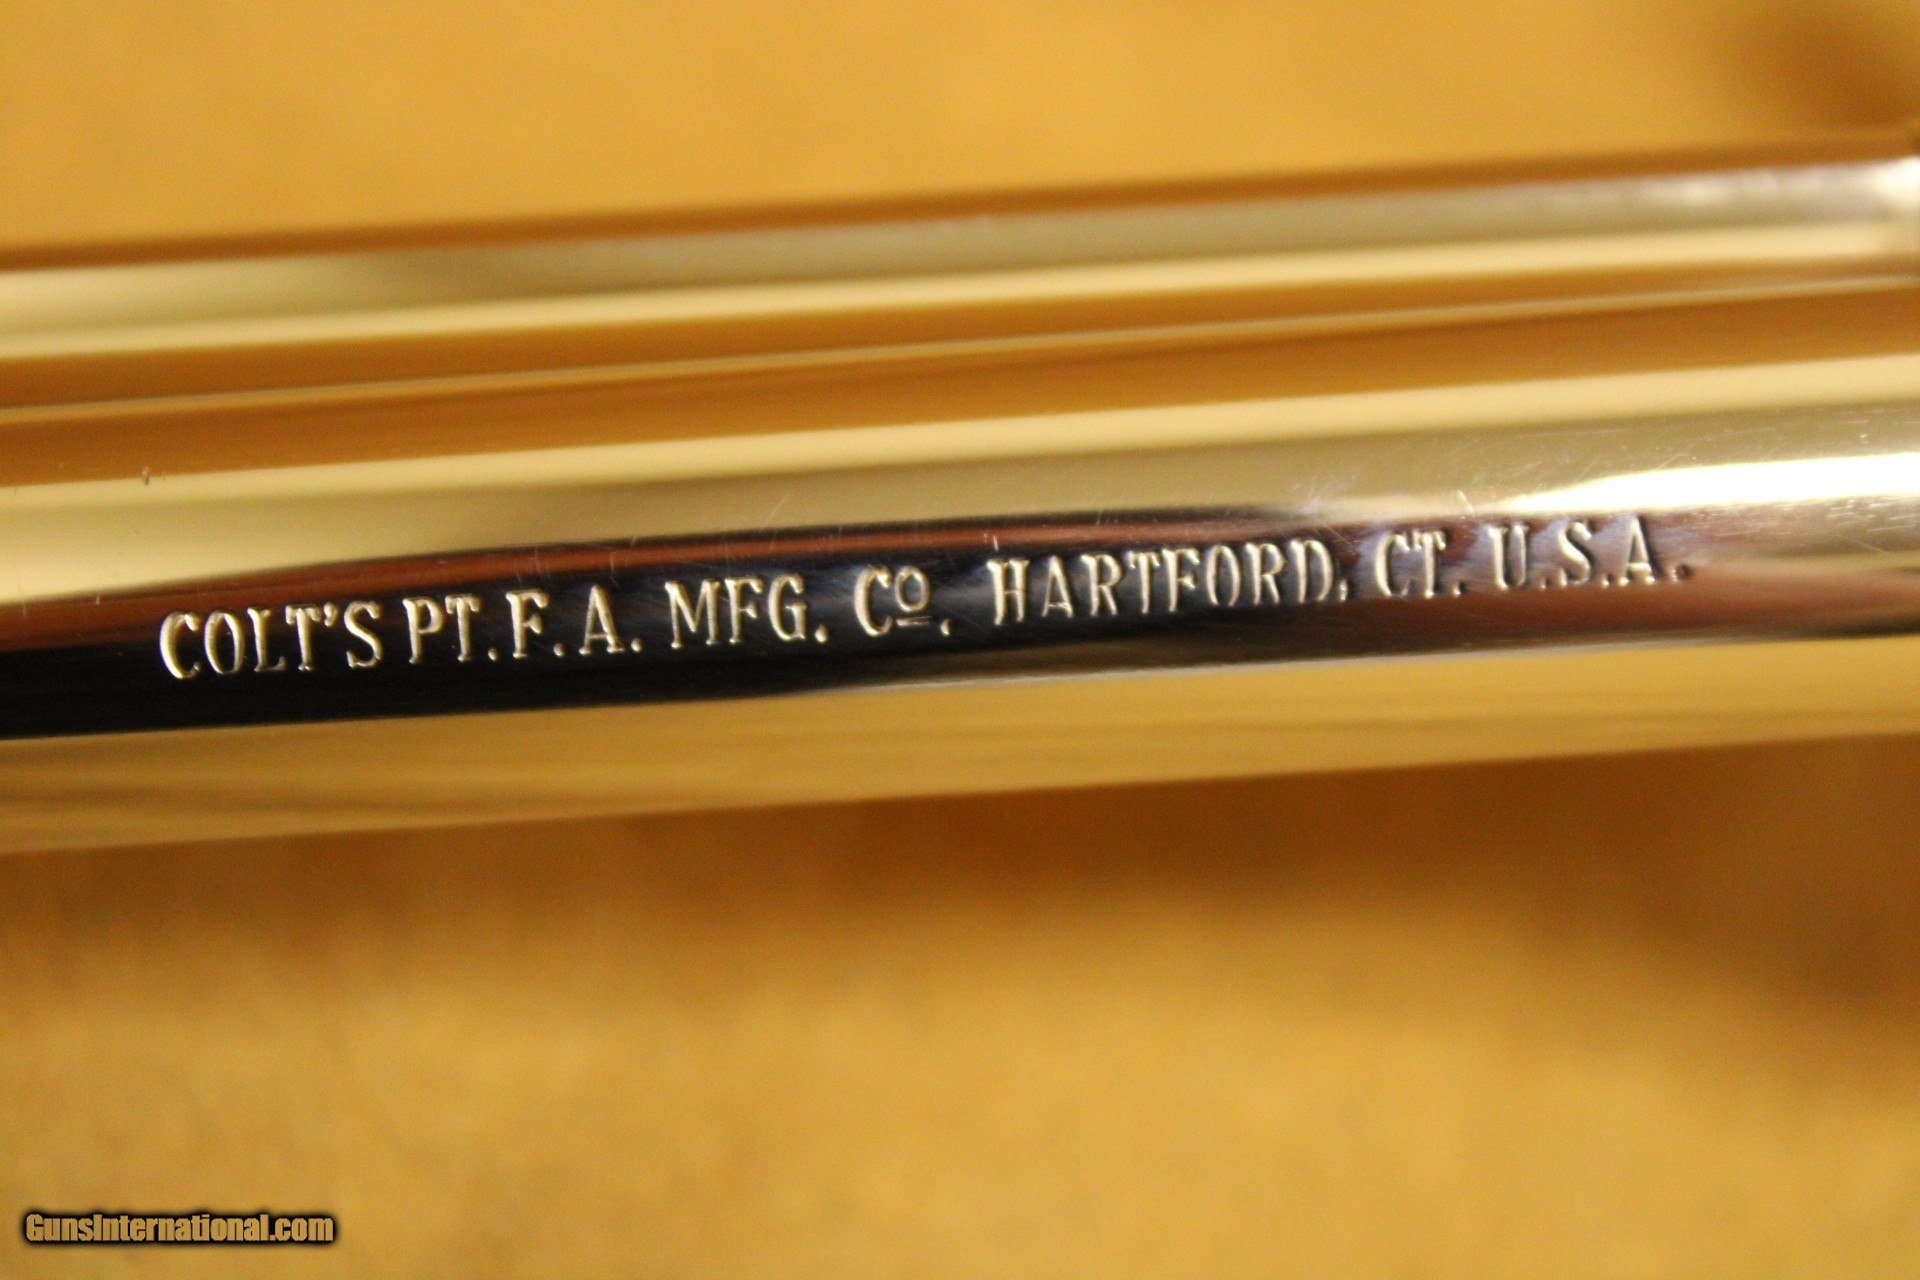 COLT'S PT. F. A. MFG. Co. HARTFORD, CT. U.S.A.
GunsInternational.com